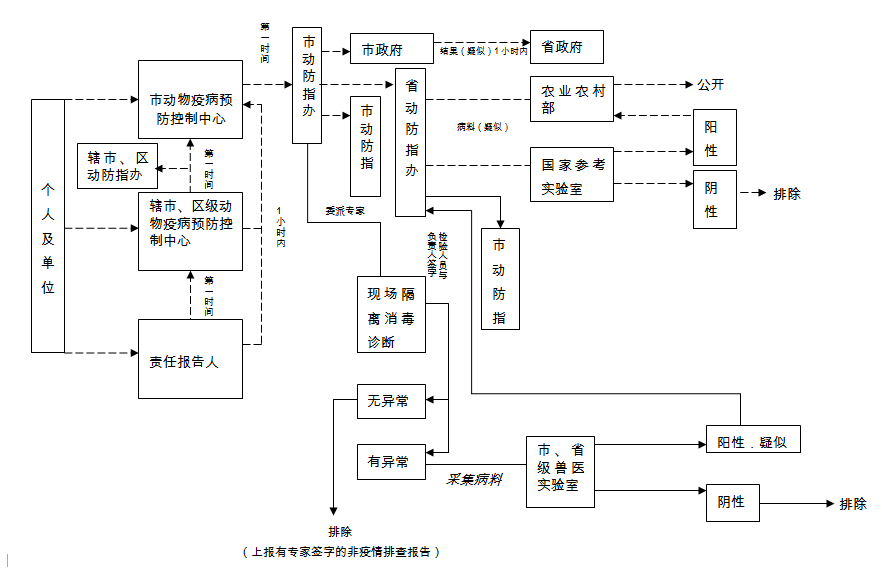 个人及单位
市动物疫病预
防控制中心
辖市、区
动防指办
第一时间
辖市、区级动
物疫病预防控
制中心
第一时间
责任报告人
1小时内
第一时间
市动防指办
市政府
结果（疑似）1小时内
省政府
市动防指
省动防指办
农业农村
部
公开
病料（疑似）
国家参考
实验室
阳性
阴性
排除
委派专家
检验人员与
负责人签字
市动防指
现场隔
离消毒
诊断
无异常
有异常
采集病料
市、省
级兽医
实验室
阳性．疑似
阴性
排除
排除
（上报有专家签字的非疫情排查报告）